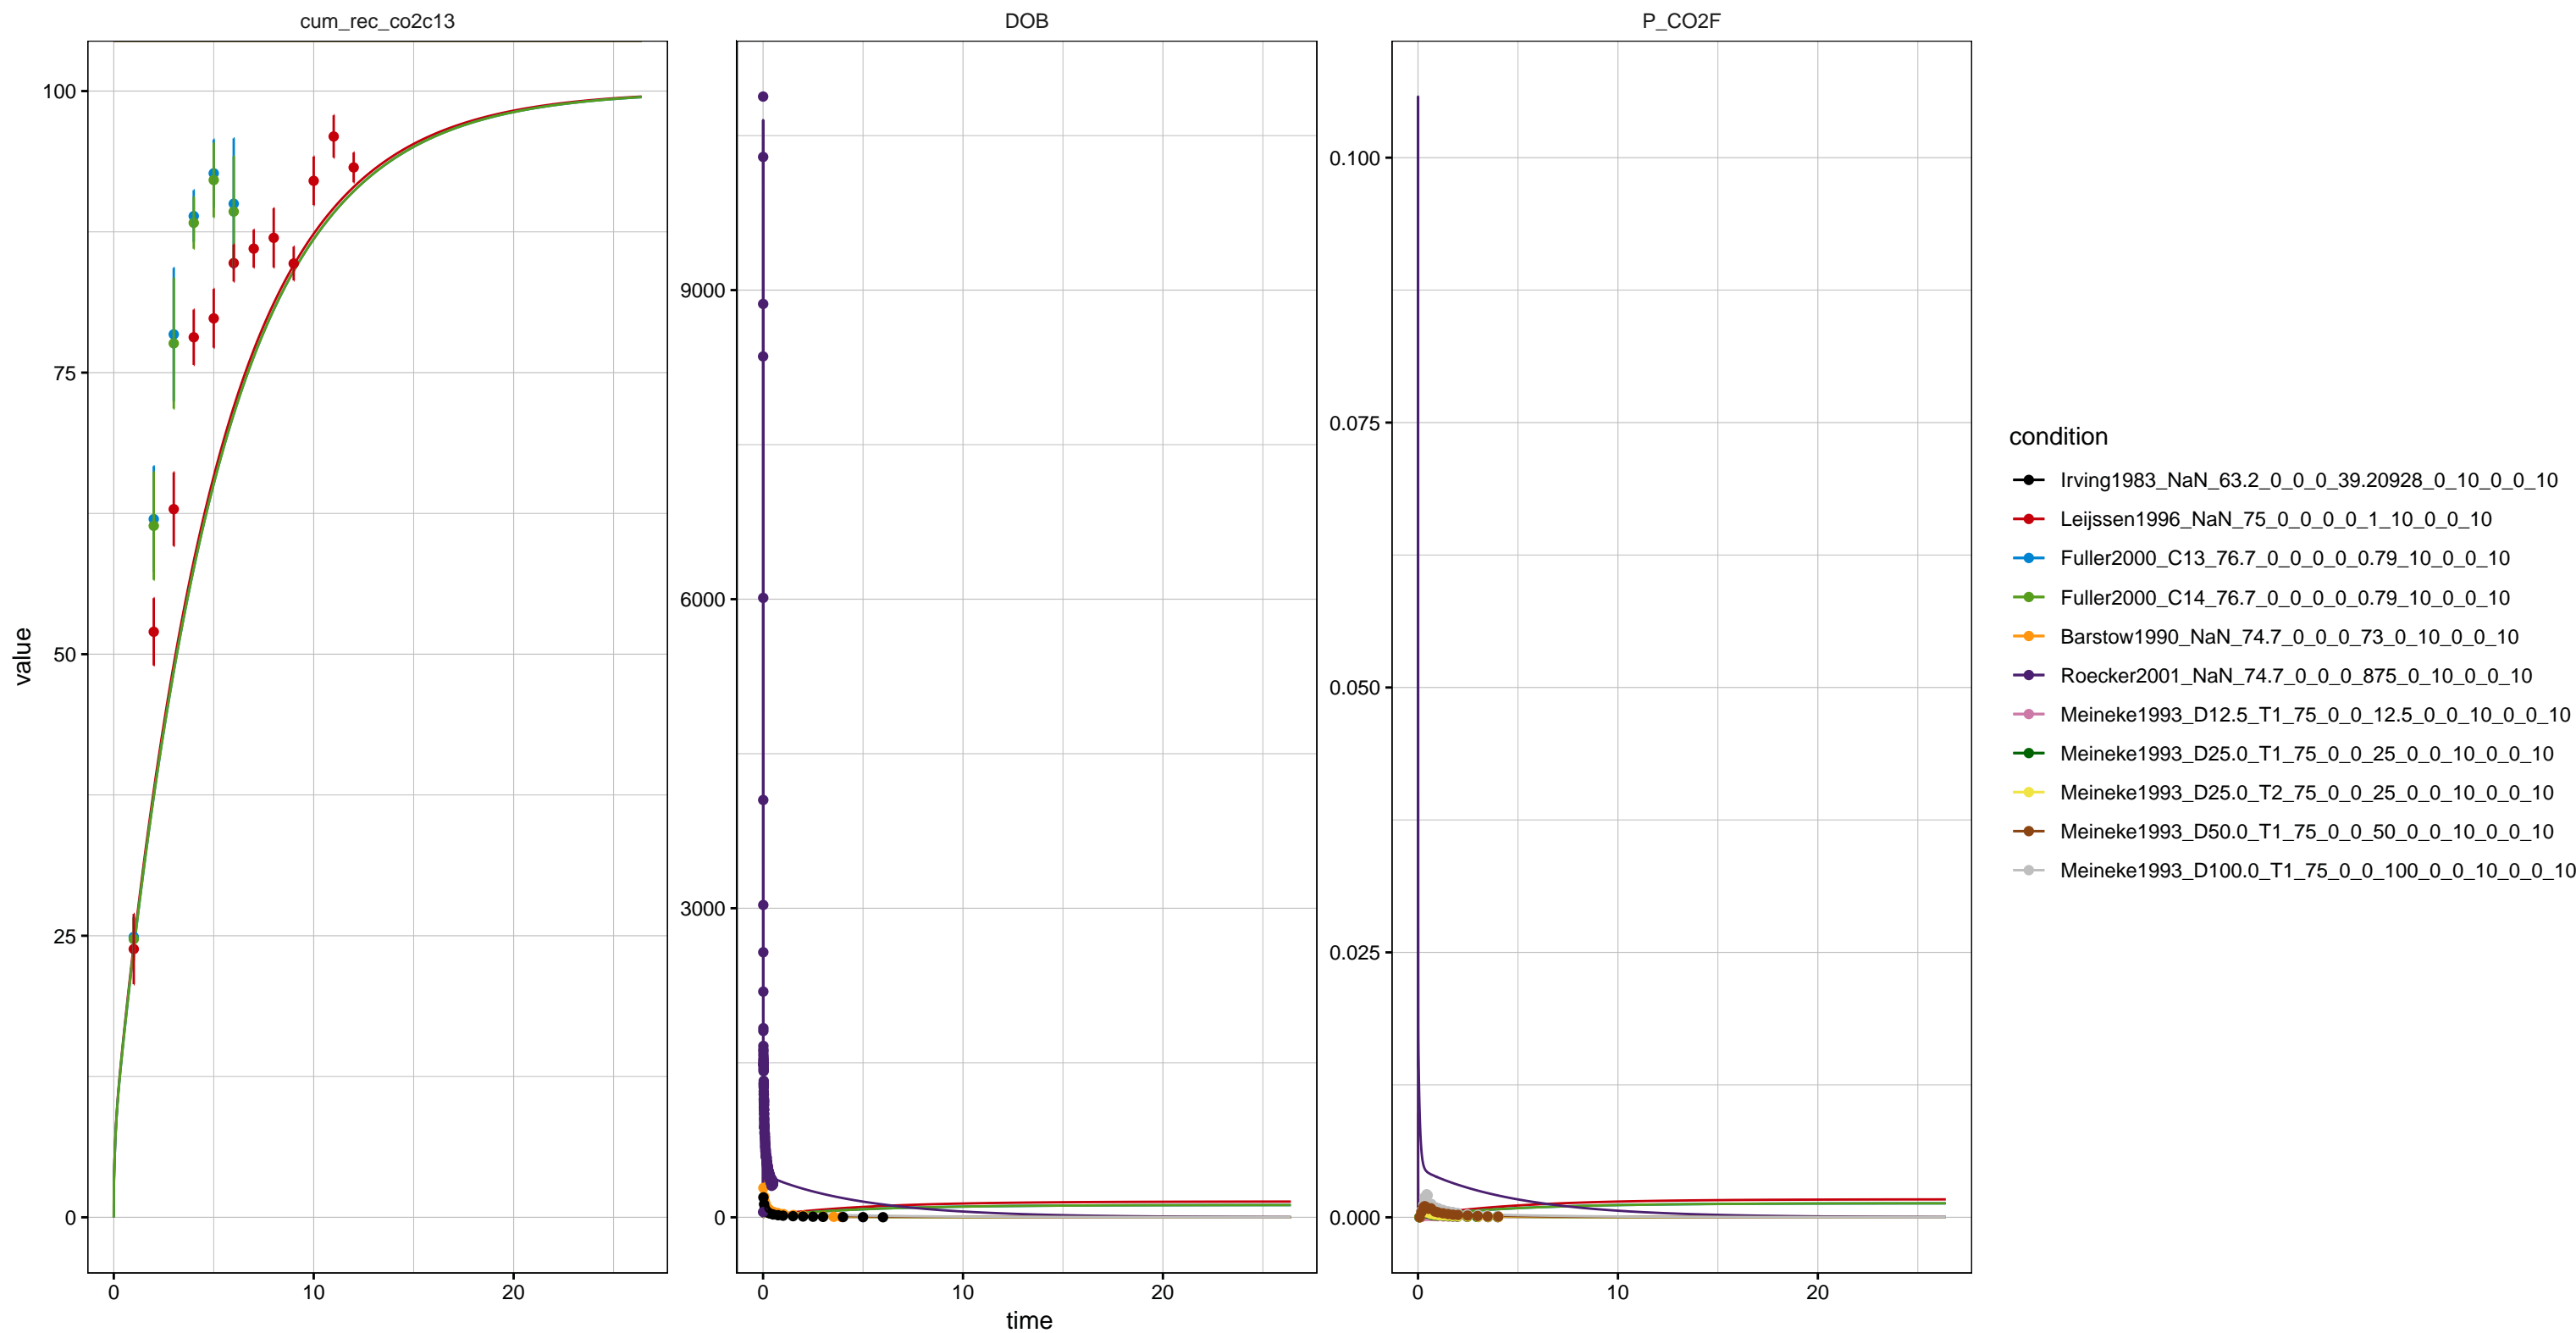 cum_rec_co2c13
DOB
P_CO2F
value
100
75
50
25
0
9000
6000
3000
0
0.100
0.075
0.050
0.025
0.000
0 10 20
0 10 20
0 10 20
time
condition
Irving1983_NaN_63.2_0_0_0_39.20928_0_10_0_0_10
Leijssen1996_NaN_75_0_0_0_0_1_10_0_0_10
Fuller2000_C13_76.7_0_0_0_0_0.79_10_0_0_10
Fuller2000_C14_76.7_0_0_0_0_0.79_10_0_0_10
Barstow1990_NaN_74.7_0_0_0_73_0_10_0_0_10
Roecker2001_NaN_74.7_0_0_0_875_0_10_0_0_10
Meineke1993_D12.5_T1_75_0_0_12.5_0_0_10_0_0_10
Meineke1993_D25.0_T1_75_0_0_25_0_0_10_0_0_10
Meineke1993_D25.0_T2_75_0_0_25_0_0_10_0_0_10
Meineke1993_D50.0_T1_75_0_0_50_0_0_10_0_0_10
Meineke1993_D100.0_T1_75_0_0_100_0_0_10_0_0_10